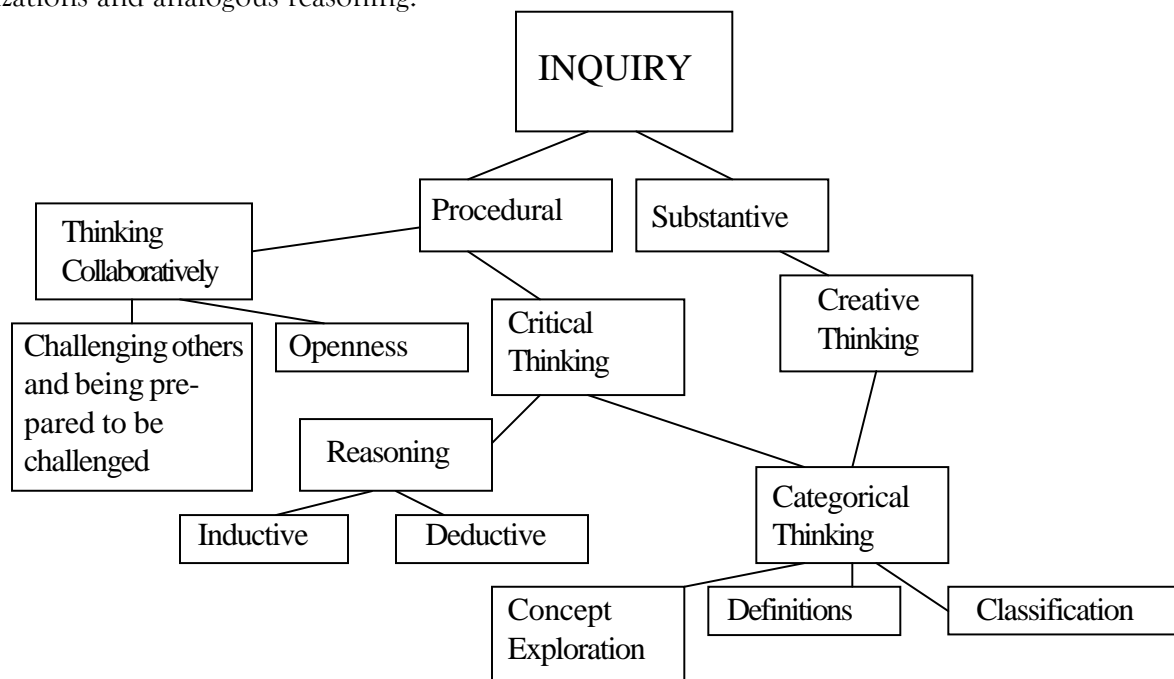 and analogous reasoning.
INQUIRY
Procedural
Substantive
Thinking
Collaboratively
Creative
Thinking
Critical
Thinking
Challenging others
and being pre-
pared to be
challenged
Openness
Reasoning
Categorical
Thinking
Inductive
Deductive
Concept
Exploration
Definitions
Classification